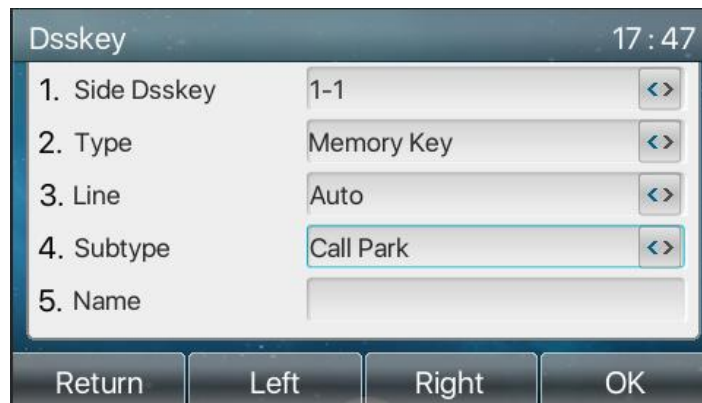 Dsskey 17:47
1. Side Dsskey 1-1
2. Type Memory Key
3. Line Auto
4. Subtype Call Park
5. Name
Return Left Right OK